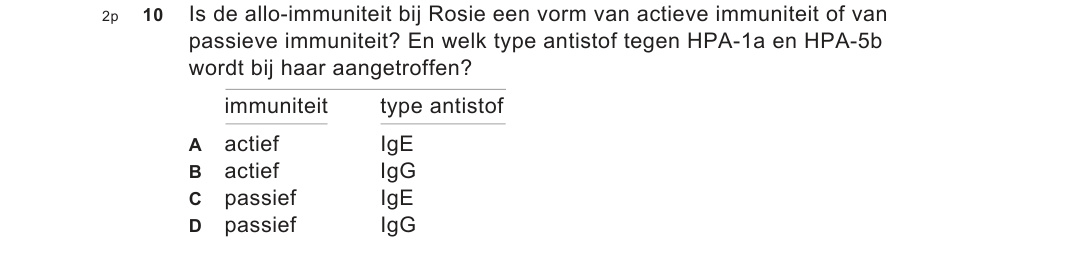 2p 10 Is de allo-immuniteit bij Rosie een vorm van actieve immuniteit of van
passieve immuniteit? En welk type antistof tegen HPA-1a en HPA-5b
wordt bij haar aangetroffen?
immuniteit type antistof
A actief IgE
B actief IgG
C passief IgE
D passief IgG